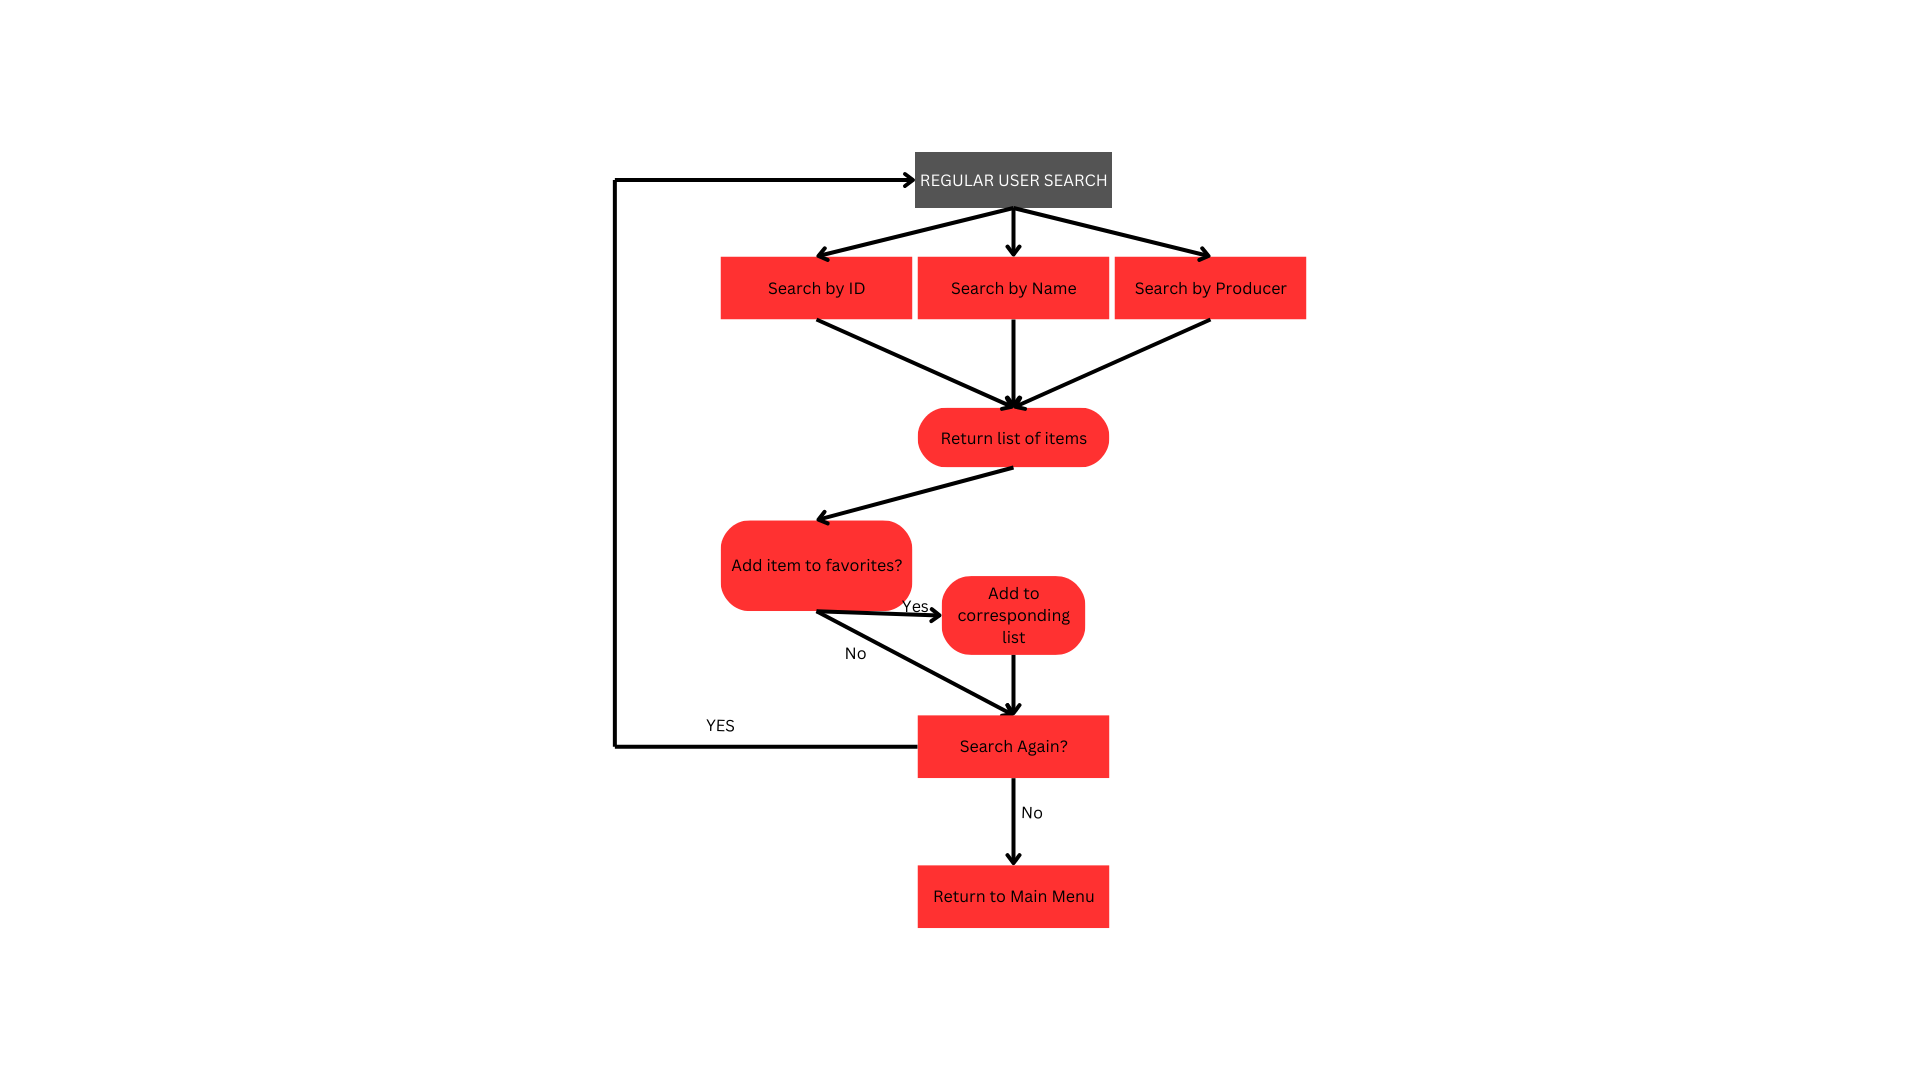 REGULAR USER SEARCH
Search by ID
Search by Name
Search by Producer
Return list of items
Add item to favorites?
Yes
Add to
corresponding
list
No
YES
Search Again?
No
Return to Main Menu